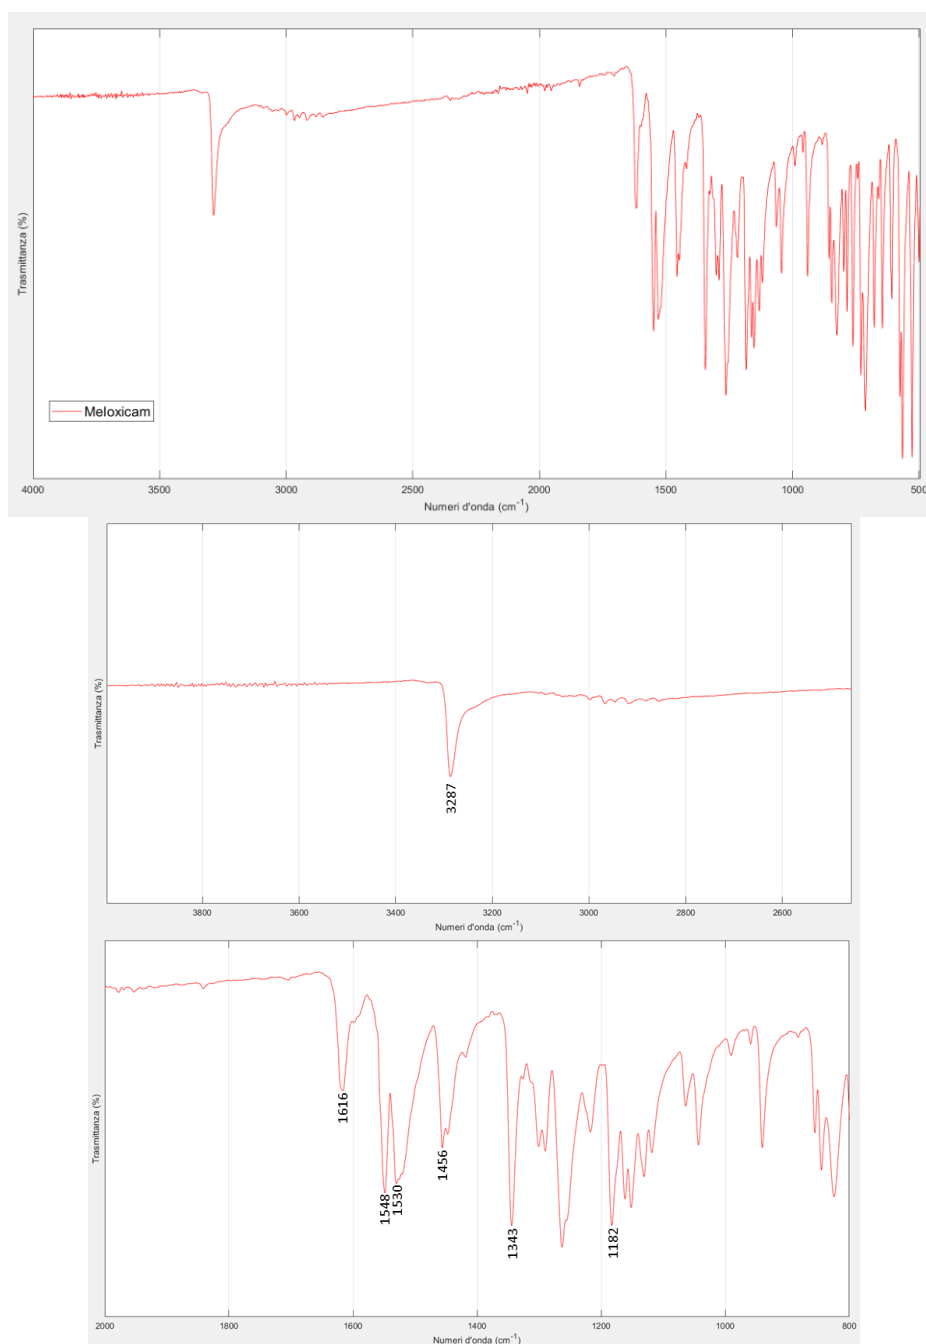 Trasmittanza (%)
Meloxicam
4000 3500 3000 2500 2000 1500 1000 500
Numeri d'onda (cm-1)
Trasmittanza (%)
3287
3800 3600 3400 3200 3000 2800 2600
Numeri d'onda (cm-1)
Trasmittanza (%)
1616
1548
1530
1456
1343
1182
2000 1800 1600 1400 1200 1000 800
Numeri d'onda (cm-1)